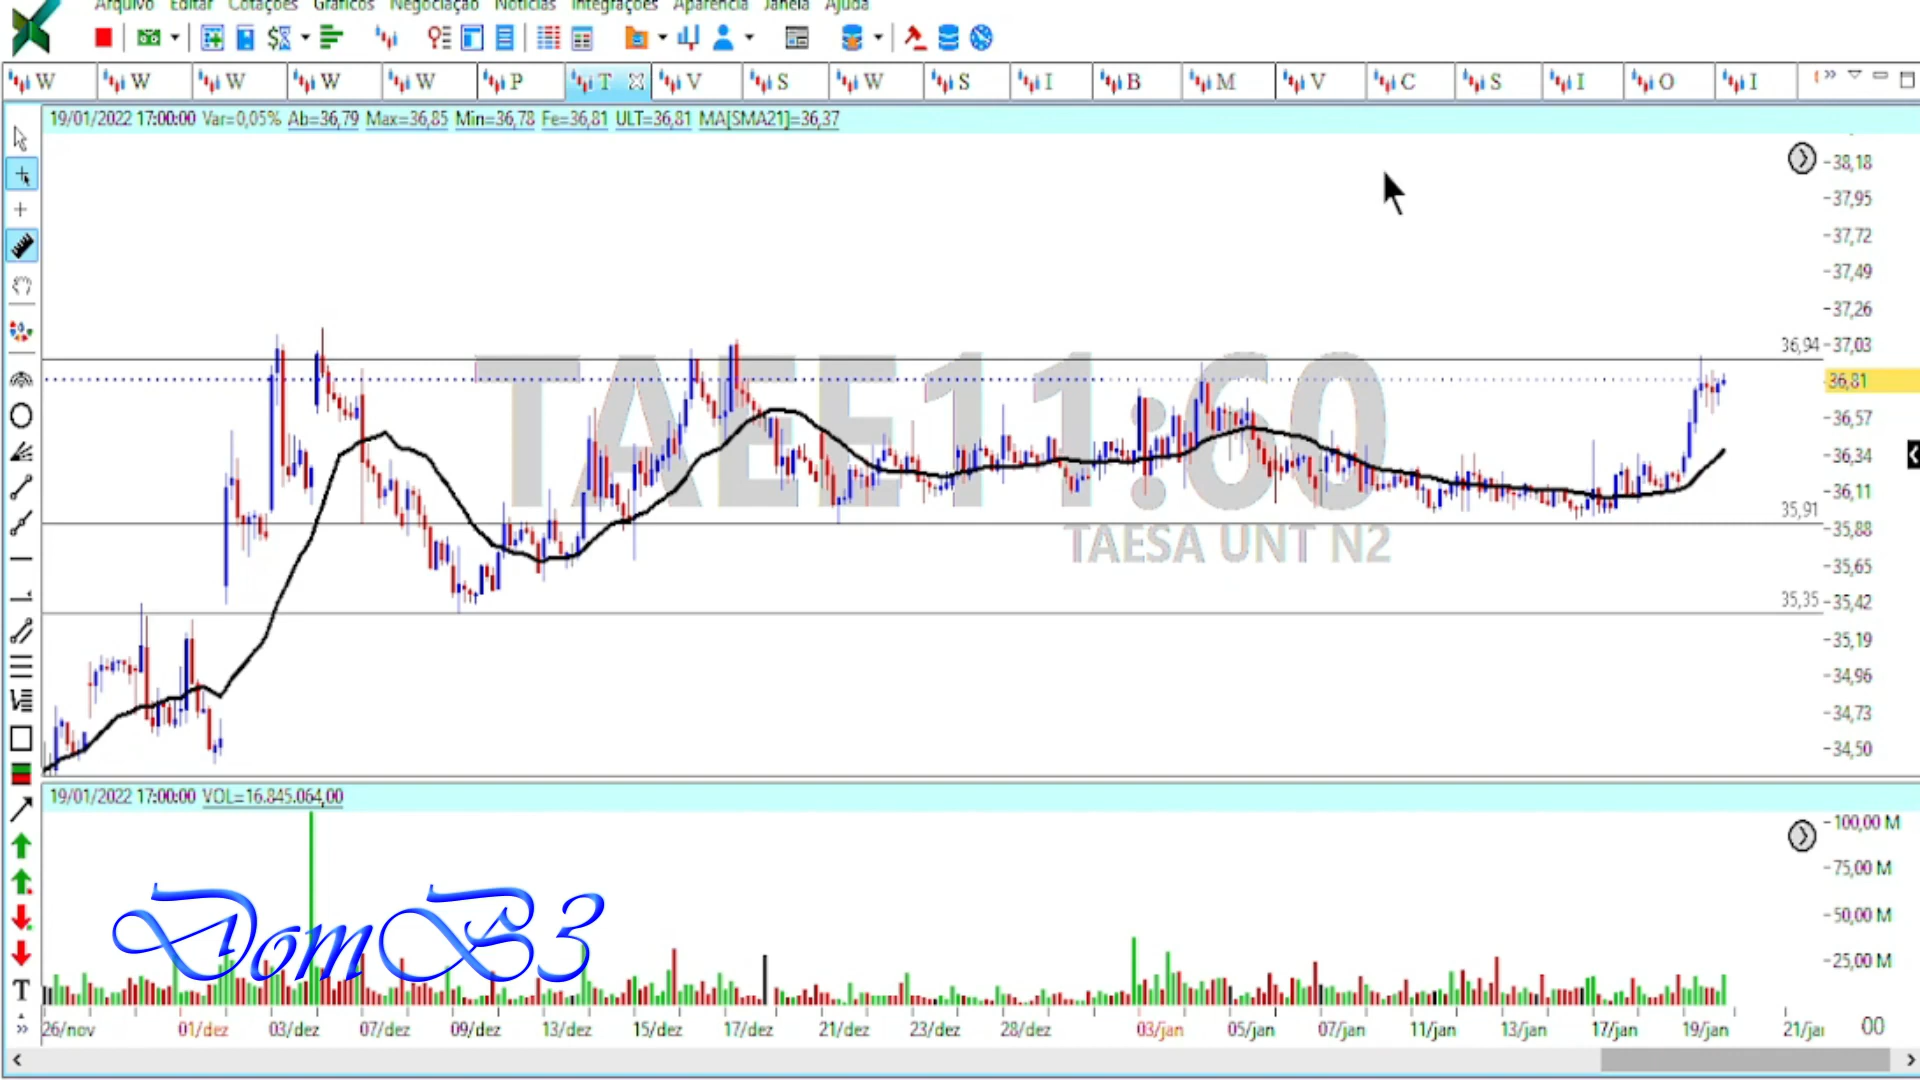 Arquivo Editar Cotações Gráficos Negociação Notícias Integrações Aparência Janela Ajuda
W W W W W P T V S W S I B M V C S I O I
19/01/2022 17:00:00 Var=0,05% Ab=36,79 Max=36,85 Min=36,78 Fe=36,81 ULT=36,81 MA[SMA21]=36,37
38,18
37,95
37,72
37,49
37,26
36,94 37,03
36,81
36,57
36,34
36,11
35,91
35,88
35,65
35,35 35,42
35,19
34,96
34,73
34,50
TAEE11:60
TAESA UNT N2
19/01/2022 17:00:00 VOL=16.845.064,00
100,00 M
75,00 M
50,00 M
25,00 M
DomB3
26/nov 01/dez 03/dez 07/dez 09/dez 13/dez 15/dez 17/dez 21/dez 23/dez 28/dez 03/jan 05/jan 07/jan 11/jan 13/jan 17/jan 19/jan 21/jan 00